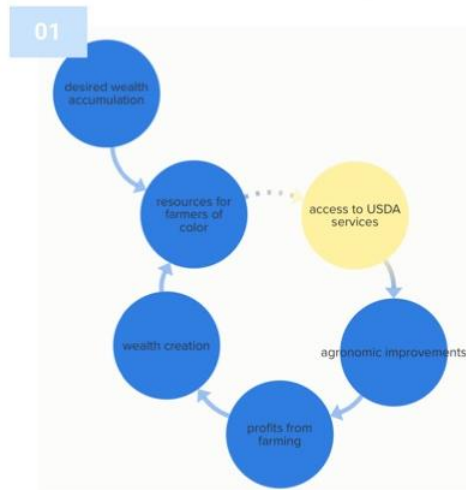 01
desired wealth
accumulation
resources for
farmers of
color
access to USDA
services
agronomic improvements
profits from
farming
wealth creation